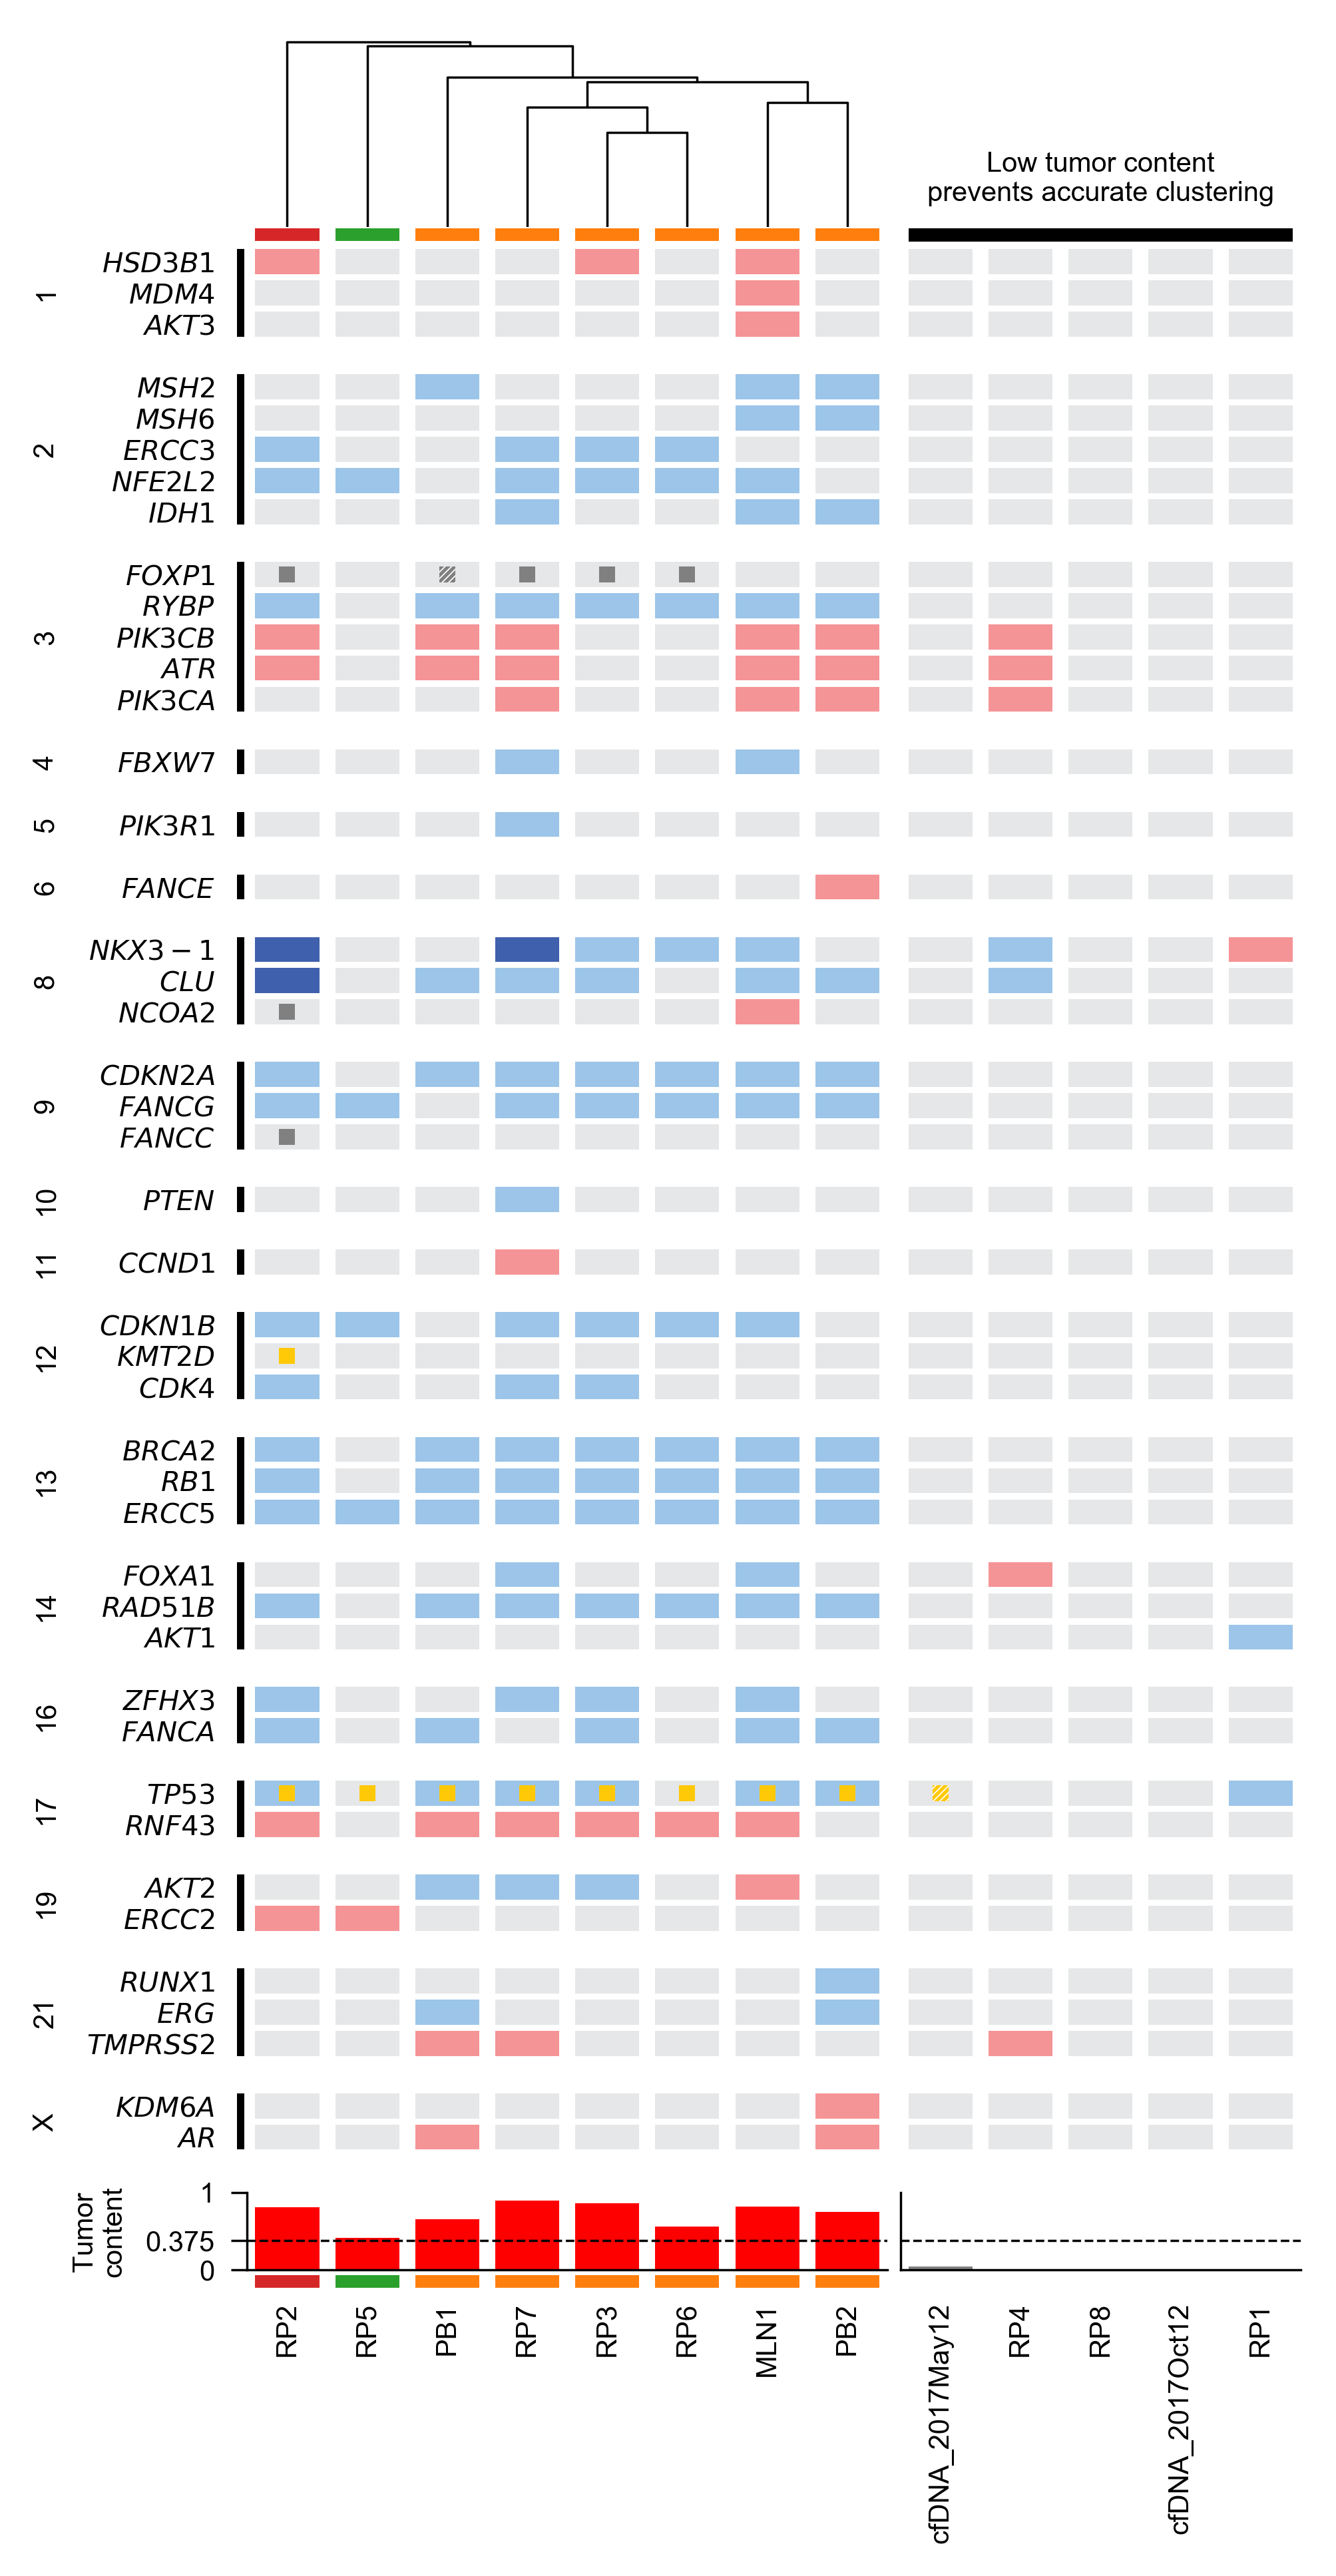 Low tumor content
prevents accurate clustering
1
HSD3B1
MDM4
AKT3
2
MSH2
MSH6
ERCC3
NFE2L2
IDH1
3
FOXP1
RYBP
PIK3CB
ATR
PIK3CA
4
FBXW7
5
PIK3R1
6
FANCE
8
NKX3−1
CLU
NCOA2
9
CDKN2A
FANCG
FANCC
10
PTEN
11
CCND1
12
CDKN1B
KMT2D
CDK4
13
BRCA2
RB1
ERCC5
14
FOXA1
RAD51B
AKT1
16
ZFHX3
FANCA
17
TP53
RNF43
19
AKT2
ERCC2
21
RUNX1
ERG
TMPRSS2
X
KDM6A
AR
Tumor
content
1
0.375
0
RP2
RP5
PB1
RP7
RP3
RP6
MLN1
PB2
cfDNA_2017May12
RP4
RP8
cfDNA_2017Oct12
RP1